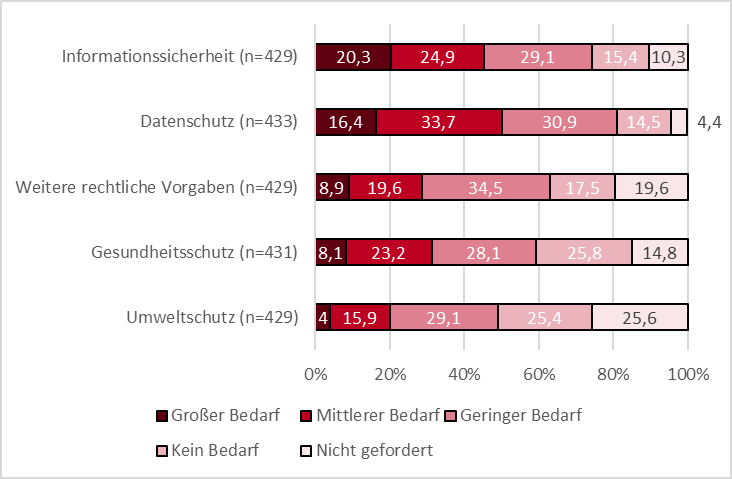 Informationssicherheit (n=429) 20,3 24,9 29,1 15,4 10,3
Datenschutz (n=433) 16,4 33,7 30,9 14,5 4,4
Weitere rechtliche Vorgaben (n=429) 8,9 19,6 34,5 17,5 19,6
Gesundheitsschutz (n=431) 8,1 23,2 28,1 25,8 14,8
Umweltschutz (n=429) 4 15,9 29,1 25,4 25,6
0% 20% 40% 60% 80% 100%
Großer Bedarf Mittlerer Bedarf Geringer Bedarf
Kein Bedarf Nicht gefordert